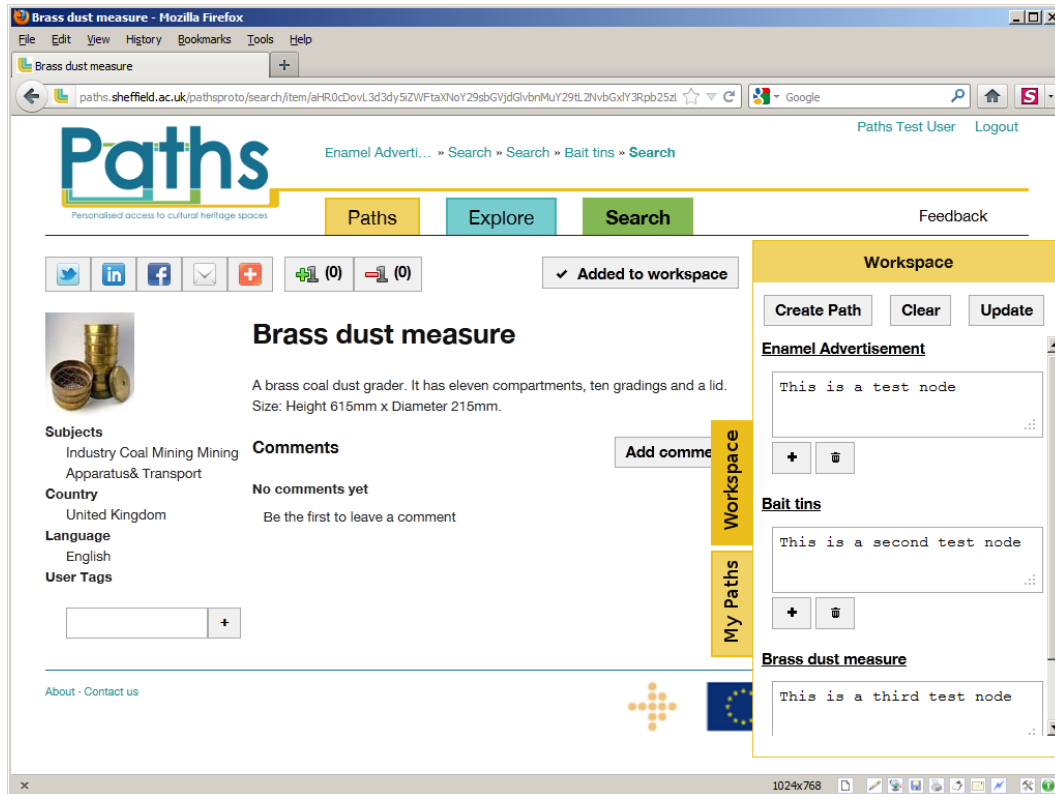 Brass dust measure - Mozilla Firefox
File Edit View History Bookmarks Tools Help
Brass dust measure
paths.sheffield.ac.uk/pathsproto/search/item/
Google
S
Paths Test User Logout
Paths
Personalised access to cultural heritage spaces
Enamel Adverti... » Search » Search » Bait tins » Search
Paths Explore Search Feedback
in f (0) (0)
✔ Added to workspace
Brass dust measure
A brass coal dust grader. It has eleven compartments, ten gradings and a lid.
Size: Height 615mm x Diameter 215mm.
Subjects
Industry Coal Mining Mining
Apparatus& Transport
Country
United Kingdom
Language
English
User Tags
+
Comments
Add comme
No comments yet
Be the first to leave a comment
Workspace
My Paths
Workspace
Create Path Clear Update
Enamel Advertisement
This is a test node
Bait tins
This is a second test node
Brass dust measure
This is a third test node
About - Contact us
1024x768